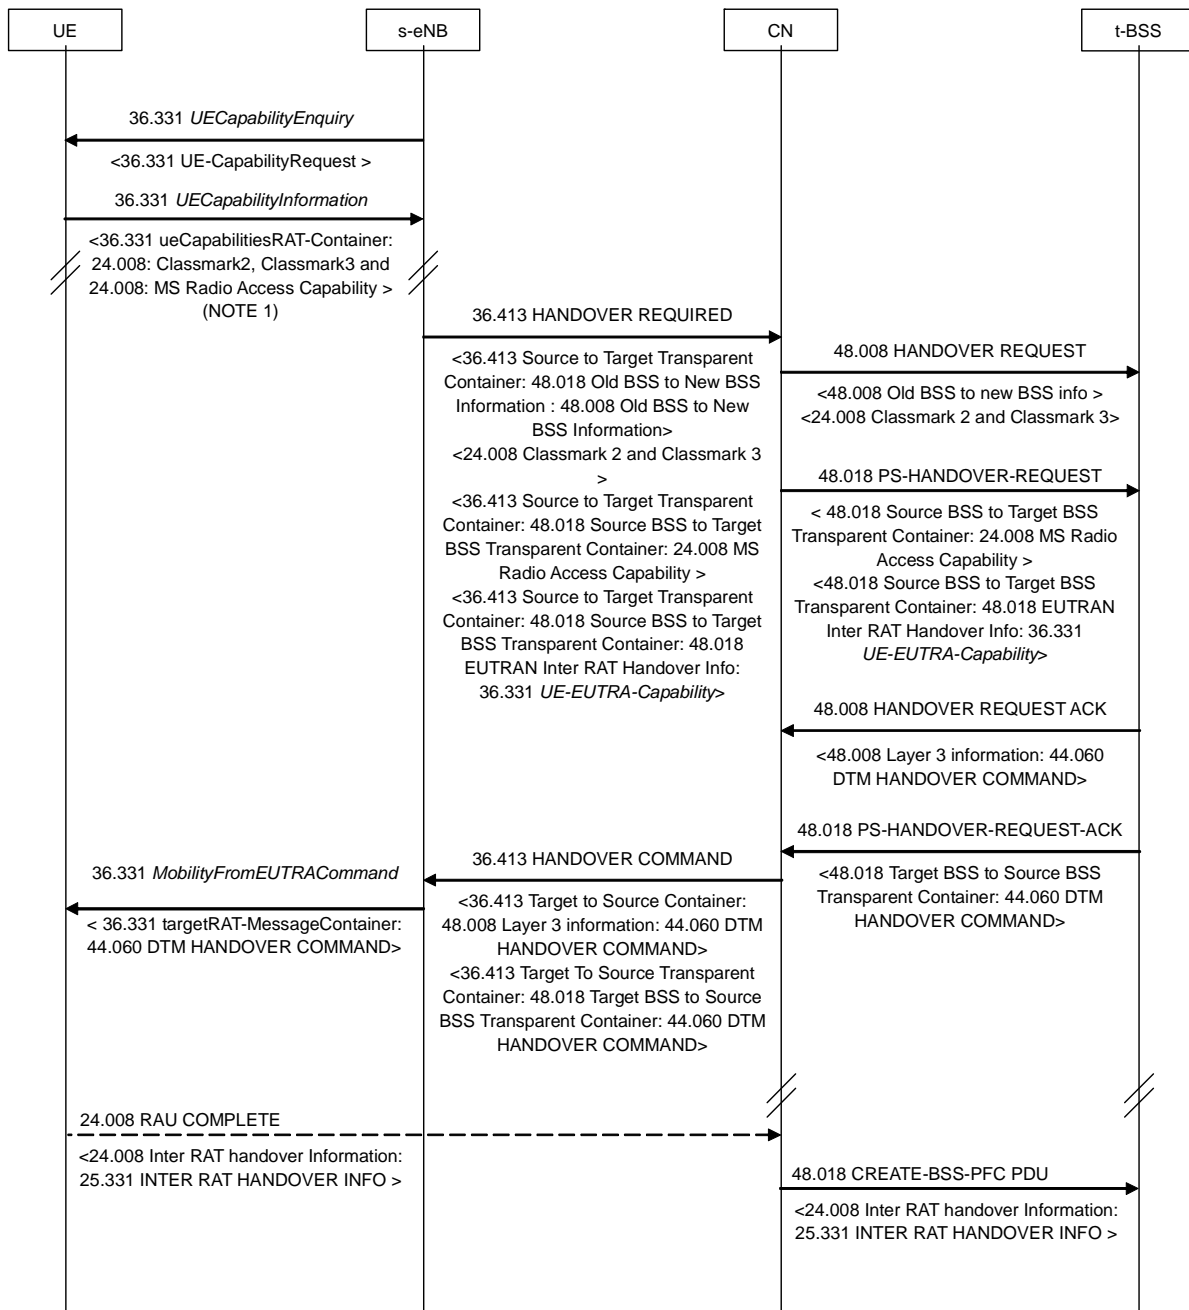 UE
s-eNB
CN
t-BSS
36.331 UECapabilityEnquiry
<36.331 UE-CapabilityRequest >
36.331 UECapabilityInformation
<36.331 ueCapabilitiesRAT-Container:
24.008: Classmark2, Classmark3 and
24.008: MS Radio Access Capability >
(NOTE 1)
36.413 HANDOVER REQUIRED
<36.413 Source to Target Transparent
Container: 48.018 Old BSS to New BSS
Information : 48.008 Old BSS to New
BSS Information>
<24.008 Classmark 2 and Classmark 3
>
<36.413 Source to Target Transparent
Container: 48.018 Source BSS to Target
BSS Transparent Container: 24.008 MS
Radio Access Capability >
<36.413 Source to Target Transparent
Container: 48.018 Source BSS to Target
BSS Transparent Container: 48.018
EUTRAN Inter RAT Handover Info:
36.331 UE-EUTRA-Capability>
48.008 HANDOVER REQUEST
<48.008 Old BSS to new BSS info >
<24.008 Classmark 2 and Classmark 3>
48.018 PS-HANDOVER-REQUEST
< 48.018 Source BSS to Target BSS
Transparent Container: 24.008 MS Radio
Access Capability >
<48.018 Source BSS to Target BSS
Transparent Container: 48.018 EUTRAN
Inter RAT Handover Info: 36.331
UE-EUTRA-Capability>
48.008 HANDOVER REQUEST ACK
<48.008 Layer 3 information: 44.060
DTM HANDOVER COMMAND>
48.018 PS-HANDOVER-REQUEST-ACK
<48.018 Target BSS to Source BSS
Transparent Container: 44.060 DTM
HANDOVER COMMAND>
36.413 HANDOVER COMMAND
<36.413 Target to Source Container:
48.008 Layer 3 information: 44.060 DTM
HANDOVER COMMAND>
<36.413 Target To Source Transparent
Container: 48.018 Target BSS to Source
BSS Transparent Container: 44.060 DTM
HANDOVER COMMAND>
36.331 MobilityFromEUTRACommand
< 36.331 targetRAT-MessageContainer:
44.060 DTM HANDOVER COMMAND>
24.008 RAU COMPLETE
<24.008 Inter RAT handover Information:
25.331 INTER RAT HANDOVER INFO >
48.018 CREATE-BSS-PFC PDU
<24.008 Inter RAT handover Information:
25.331 INTER RAT HANDOVER INFO >